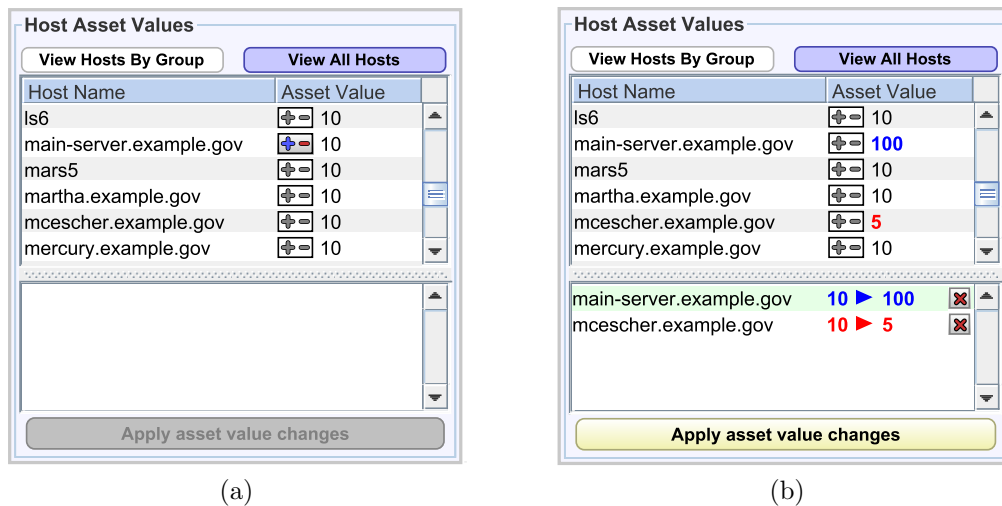 Host Asset Values
View Hosts By Group View All Hosts
Host Name Asset Value
ls6 10
main-server.example.gov 10
mars5 10
martha.example.gov 10
mcescher.example.gov 10
mercury.example.gov 10
Apply asset value changes
(a)
Host Asset Values
View Hosts By Group View All Hosts
Host Name Asset Value
ls6 10
main-server.example.gov 100
mars5 10
martha.example.gov 10
mcescher.example.gov 5
mercury.example.gov 10
main-server.example.gov 10 ► 100
mcescher.example.gov 10 ► 5
Apply asset value changes
(b)